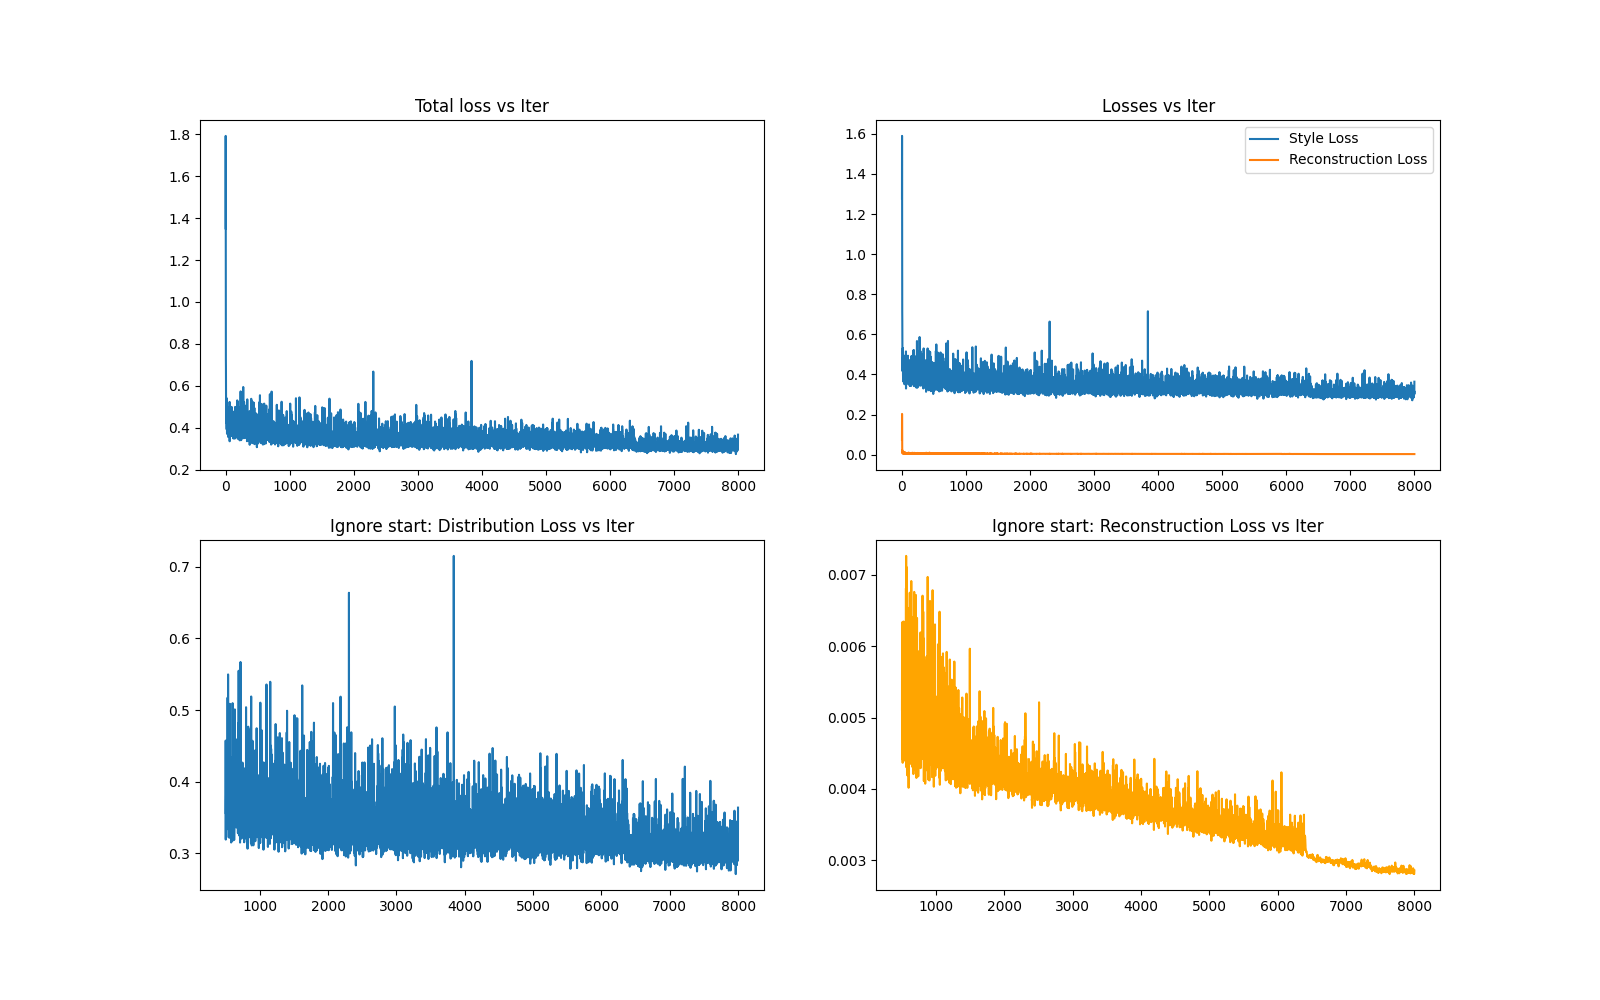 Total loss vs Iter
1.8
1.6
1.4
1.2
1.0
0.8
0.6
0.4
0.2
0 1000 2000 3000 4000 5000 6000 7000 8000
Losses vs Iter
Style Loss
Reconstruction Loss
1.6
1.4
1.2
1.0
0.8
0.6
0.4
0.2
0.0
0 1000 2000 3000 4000 5000 6000 7000 8000
Ignore start: Distribution Loss vs Iter
0.7
0.6
0.5
0.4
0.3
1000 2000 3000 4000 5000 6000 7000 8000
Ignore start: Reconstruction Loss vs Iter
0.007
0.006
0.005
0.004
0.003
1000 2000 3000 4000 5000 6000 7000 8000